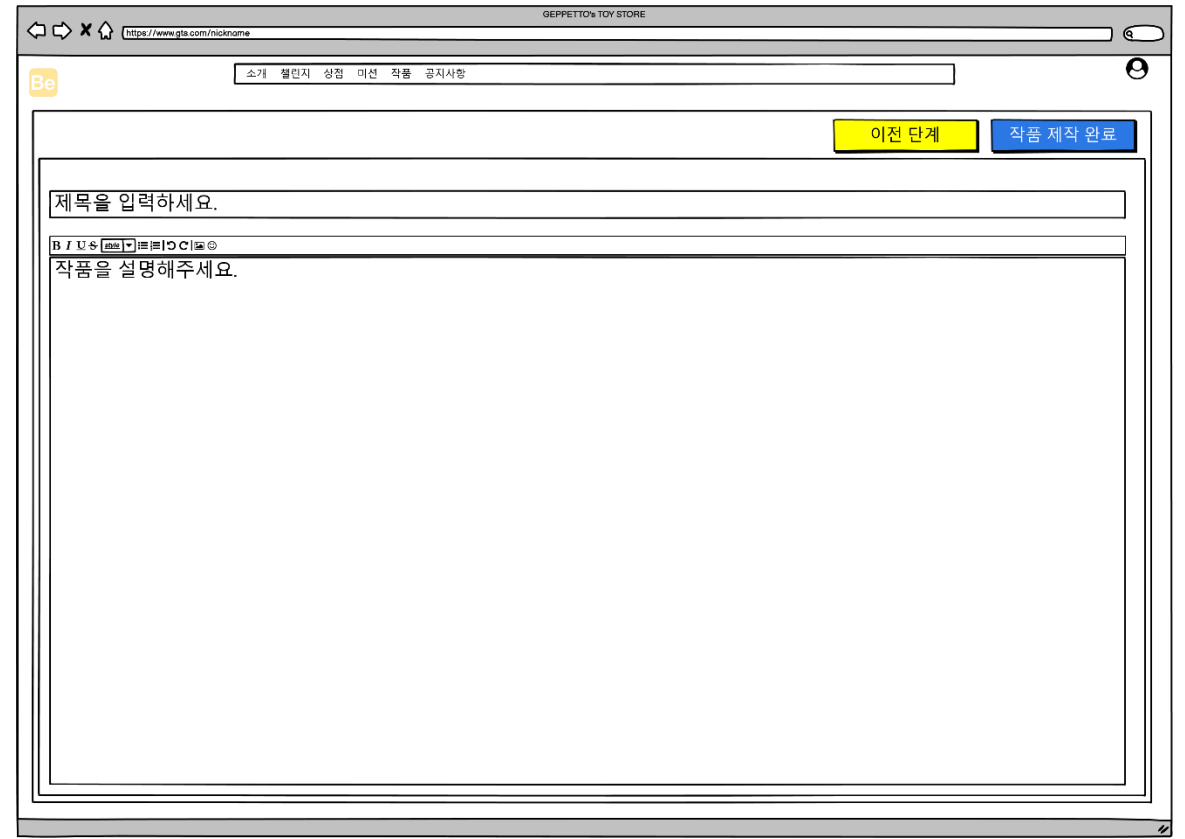 GEPPETTO's TOY STORE
https://www.gts.com/nickname
Be
소개 챌린지 상점 미션 작품 공지사항
이전 단계 작품 제작 완료
제목을 입력하세요.
B I U S style
작품을 설명해주세요.